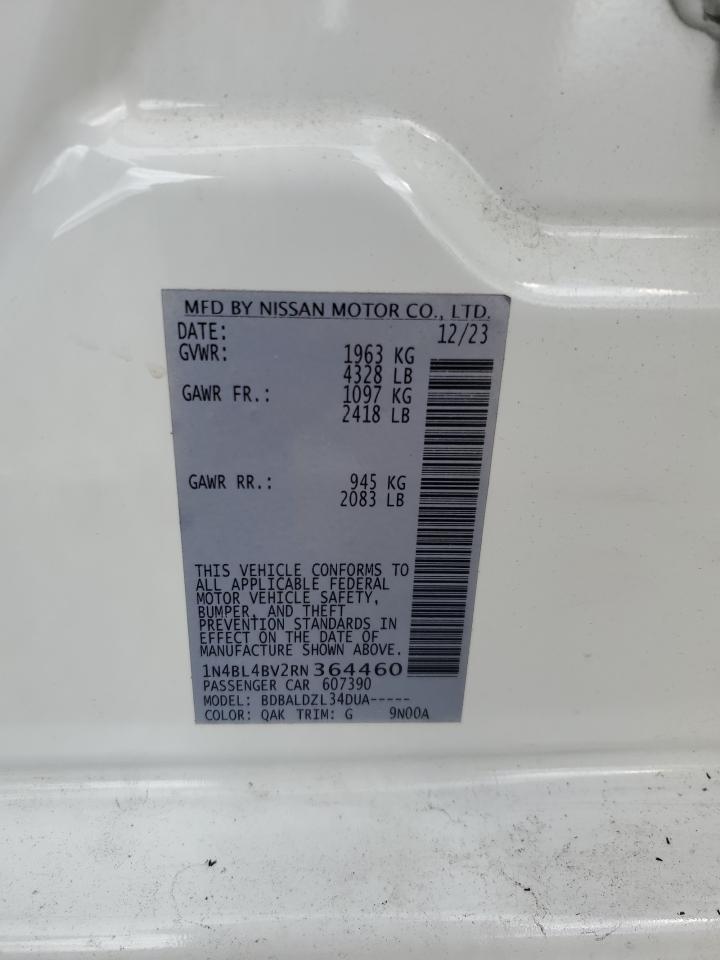 MFD BY NISSAN MOTOR CO., LTD.
DATE: 12/23
GVWR: 1963 KG
4328 LB
GAWR FR.: 1097 KG
2418 LB
GAWR RR.: 945 KG
2083 LB
THIS VEHICLE CONFORMS TO
ALL APPLICABLE FEDERAL
MOTOR VEHICLE SAFETY,
BUMPER, AND THEFT
PREVENTION STANDARDS IN
EFFECT ON THE DATE OF
MANUFACTURE SHOWN ABOVE.
1N4BL4BV2RN364460
PASSENGER CAR 607390
MODEL: BDBALDZL34DUA-----
COLOR: QAK TRIM: G 9N00A